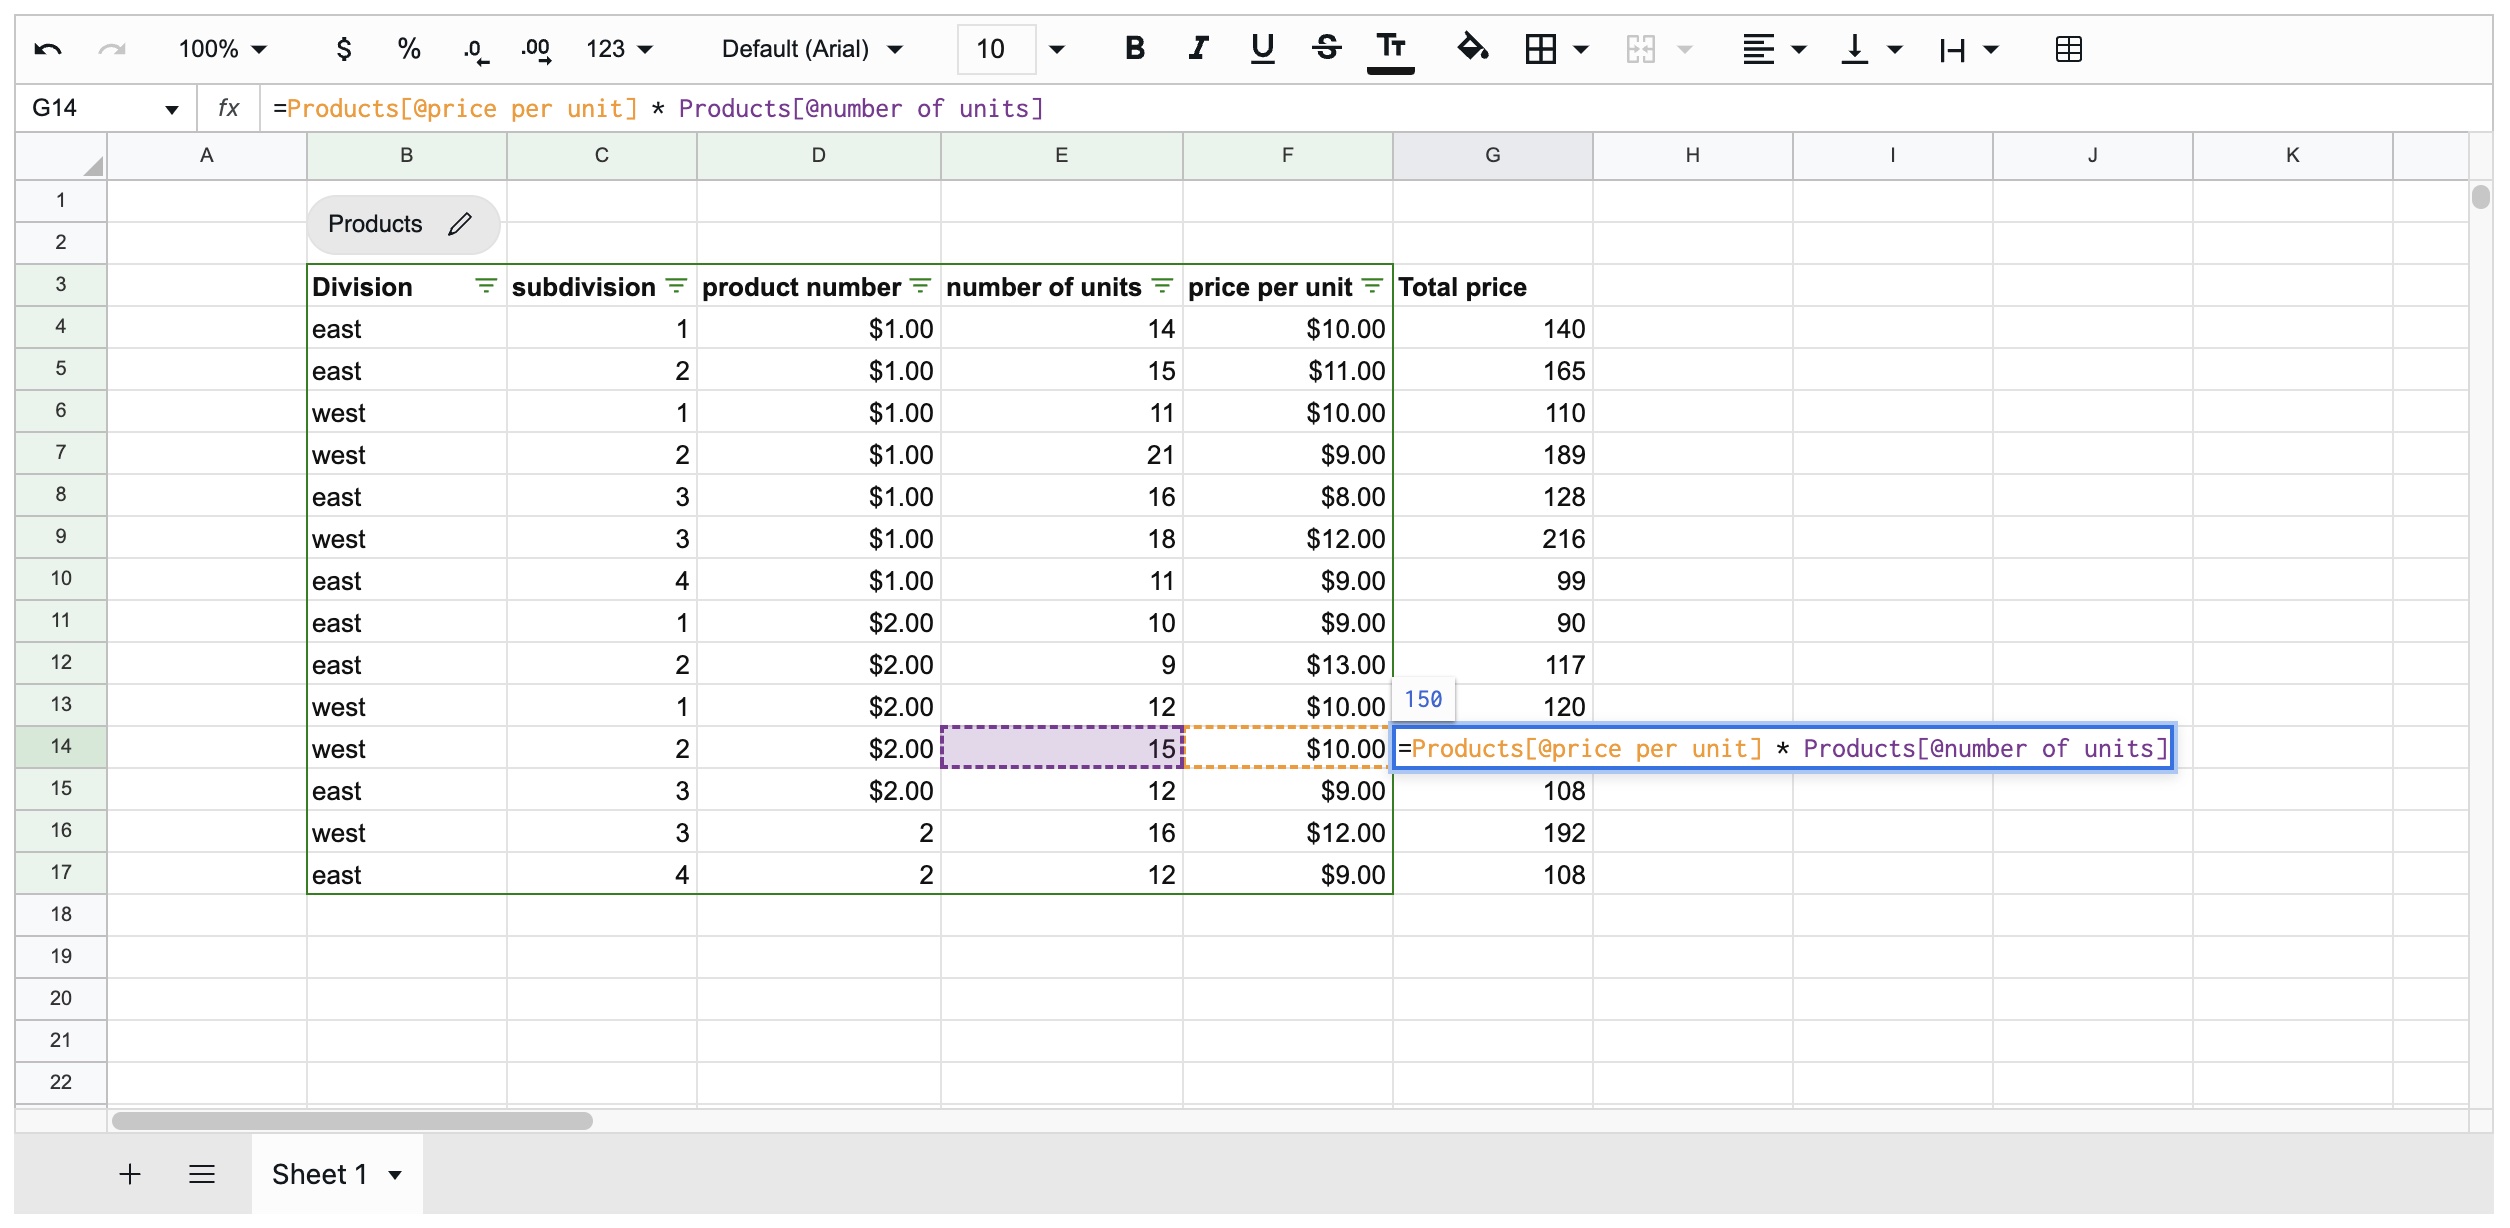 100% $ % .0 .00 123 Default (Arial) 10 B I U S TT
G14 fx =Products[@price per unit] * Products[@number of units]
A B C D E F G H I J K
1
Products
2
3 Division subdivision product number number of units price per unit Total price
4 east 1 $1.00 14 $10.00 140
5 east 2 $1.00 15 $11.00 165
6 west 1 $1.00 11 $10.00 110
7 west 2 $1.00 21 $9.00 189
8 east 3 $1.00 16 $8.00 128
9 west 3 $1.00 18 $12.00 216
10 east 4 $1.00 11 $9.00 99
11 east 1 $2.00 10 $9.00 90
12 east 2 $2.00 9 $13.00 117
150
13 west 1 $2.00 12 $10.00 120
14 west 2 $2.00 15 $10.00 =Products[@price per unit] * Products[@number of units]
15 east 3 $2.00 12 $9.00 108
16 west 3 2 16 $12.00 192
17 east 4 2 12 $9.00 108
18
19
20
21
22
Sheet 1